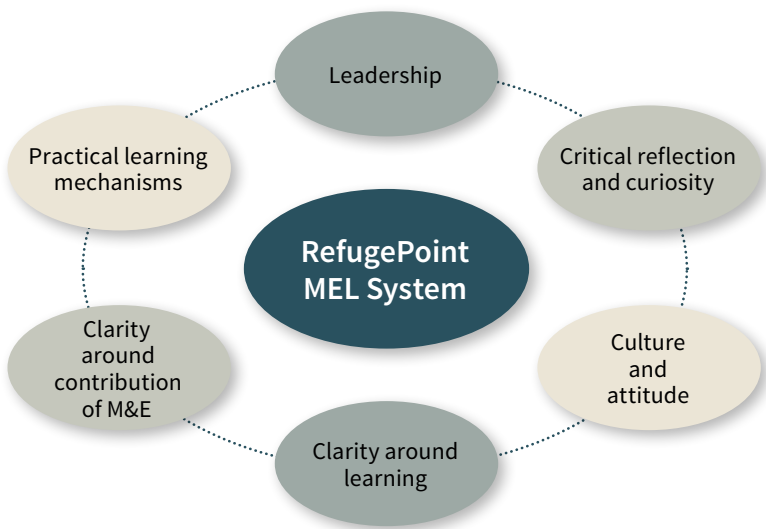 Leadership
Practical learning
mechanisms
Critical reflection
and curiosity
RefugePoint
MEL System
Clarity
around
contribution
of M&E
Culture
and
attitude
Clarity around
learning